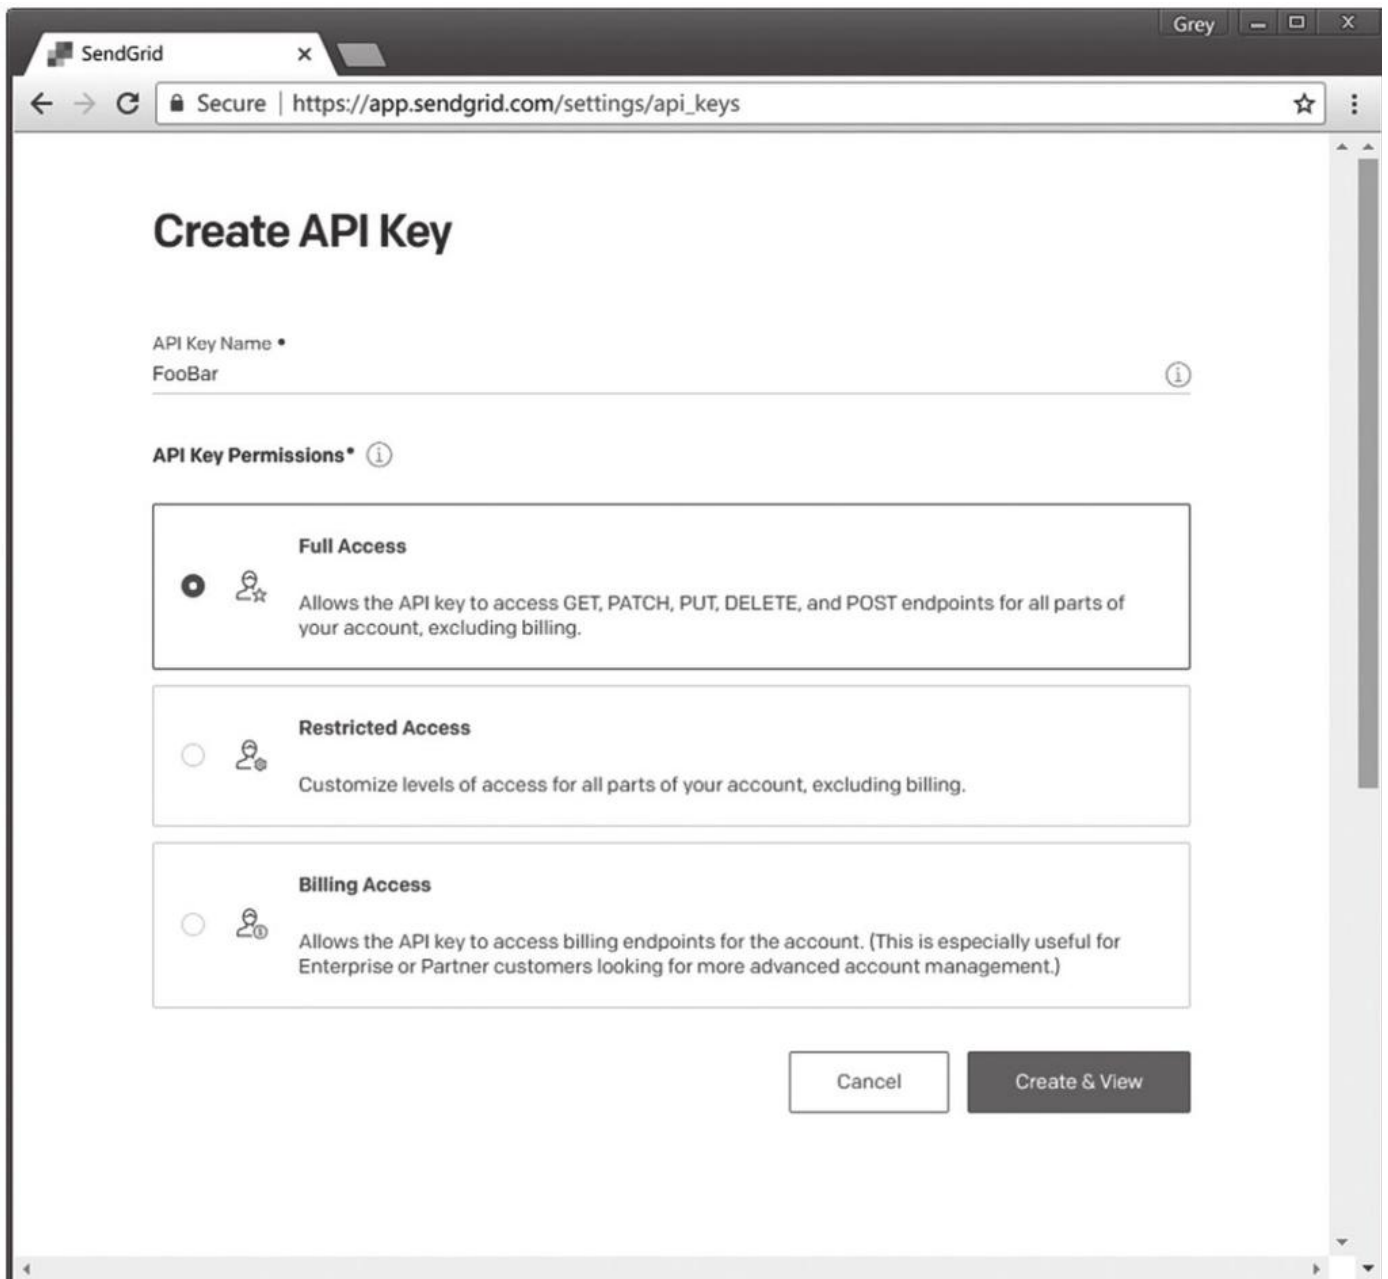 Grey
SendGrid
Secure | https://app.sendgrid.com/settings/api_keys
Create API Key
API Key Name •
FooBar
API Key Permissions•
Full Access
Allows the API key to access GET, PATCH, PUT, DELETE, and POST endpoints for all parts of
your account, excluding billing.
Restricted Access
Customize levels of access for all parts of your account, excluding billing.
Billing Access
Allows the API key to access billing endpoints for the account. (This is especially useful for
Enterprise or Partner customers looking for more advanced account management.)
Cancel
Create & View